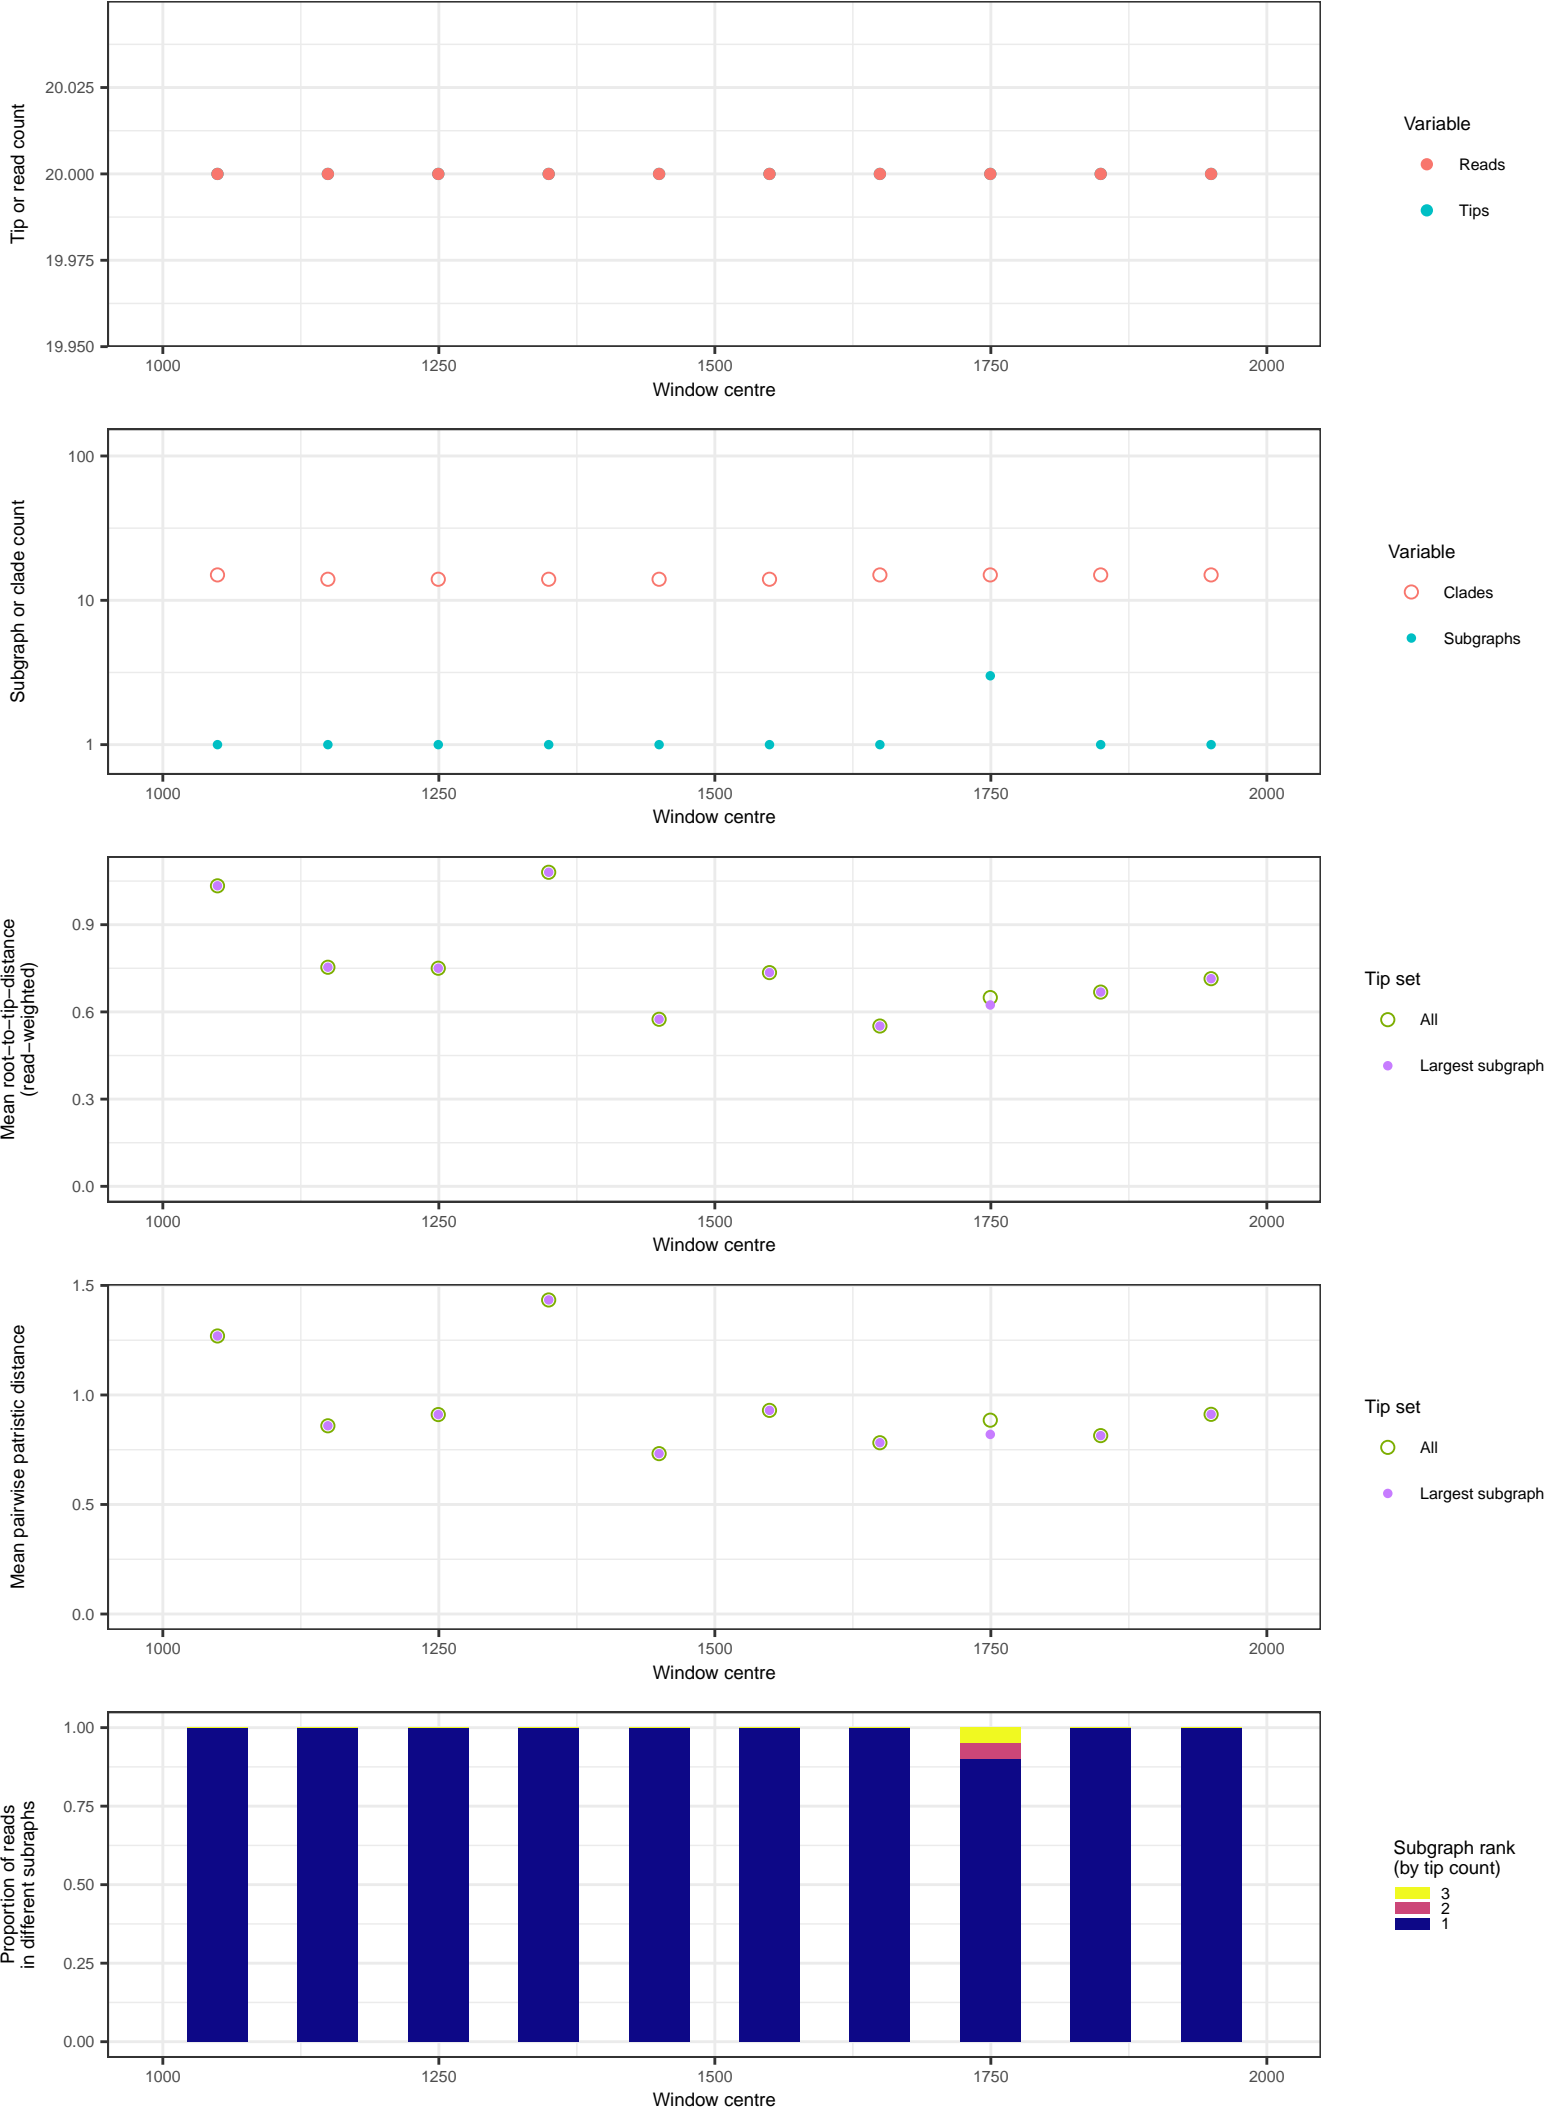 Tip or read count
20.025
20.000
19.975
19.950
1000 1250 1500 1750 2000
Window centre
Variable
Reads
Tips
Subgraph or clade count
100
10
1
1000 1250 1500 1750 2000
Window centre
Variable
Clades
Subgraphs
Mean root−to−tip−distance
(read−weighted)
0.9
0.6
0.3
0.0
1000 1250 1500 1750 2000
Window centre
Tip set
All
Largest subgraph
Mean pairwise patristic distance
1.5
1.0
0.5
0.0
1000 1250 1500 1750 2000
Window centre
Tip set
All
Largest subgraph
Proportion of reads
in different subraphs
1.00
0.75
0.50
0.25
0.00
1000 1250 1500 1750 2000
Window centre
Subgraph rank
(by tip count)
3
2
1